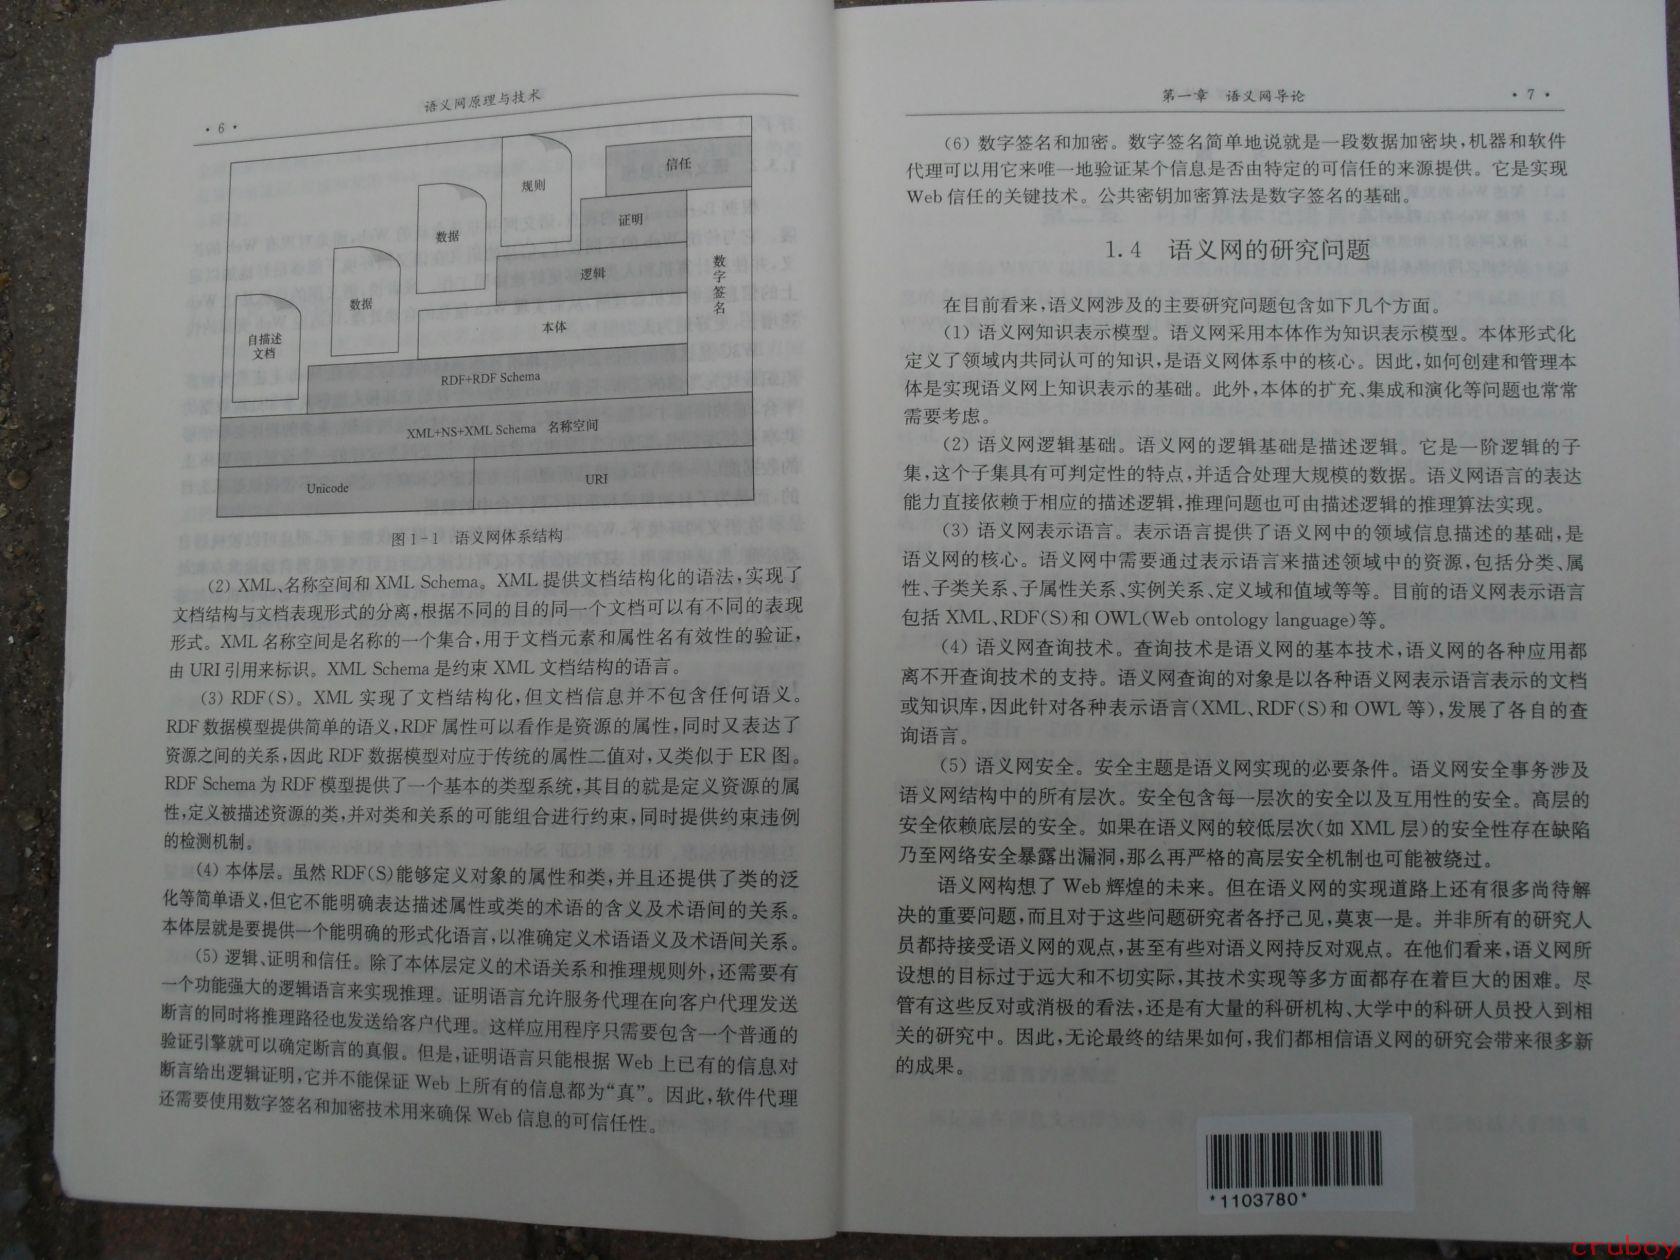 · 6 ·
语义网原理与技术
信任
规则
证明
数据
数字签名
逻辑
数据
本体
自描述
文档
RDF+RDF Schema
XML+NS+XML Schema 名称空间
Unicode
URI
图1-1 语义网体系结构
(2) XML、名称空间和 XML Schema。XML 提供文档结构化的语法,实现了
文档结构与文档表现形式的分离,根据不同的目的同一个文档可以有不同的表现
形式。XML 名称空间是名称的一个集合,用于文档元素和属性名有效性的验证,
由 URI 引用来标识。XML Schema 是约束 XML 文档结构的语言。
(3) RDF(S)。XML 实现了文档结构化,但文档信息并不包含任何语义。
RDF 数据模型提供简单的语义,RDF 属性可以看作是资源的属性,同时又表达了
资源之间的关系,因此 RDF 数据模型对应于传统的属性二值对,又类似于 ER 图。
RDF Schema 为 RDF 模型提供了一个基本的类型系统,其目的就是定义资源的属
性,定义被描述资源的类,并对类和关系的可能组合进行约束,同时提供约束违例
的检测机制。
(4) 本体层。虽然 RDF(S)能够定义对象的属性和类,并且还提供了类的泛
化等简单语义,但它不能明确表达描述属性或类的术语的含义及术语间的关系。
本体层就是要提供一个能明确的形式化语言,以准确定义术语语义及术语间关系。
(5) 逻辑、证明和信任。除了本体层定义的术语关系和推理规则外,还需要有
一个功能强大的逻辑语言来实现推理。证明语言允许服务代理在向客户代理发送
断言的同时将推理路径也发送给客户代理。这样应用程序只需要包含一个普通的
验证引擎就可以确定断言的真假。但是,证明语言只能根据 Web 上已有的信息对
断言给出逻辑证明,它并不能保证 Web 上所有的信息都为“真”。因此,软件代理
还需要使用数字签名和加密技术用来确保 Web 信息的可信任性。
第一章 语义网导论
· 7 ·
(6) 数字签名和加密。数字签名简单地说就是一段数据加密块,机器和软件
代理可以用它来唯一地验证某个信息是否由特定的可信任的来源提供。它是实现
Web 信任的关键技术。公共密钥加密算法是数字签名的基础。
1.4 语义网的研究问题
在目前看来,语义网涉及的主要研究问题包含如下几个方面。
(1) 语义网知识表示模型。语义网采用本体作为知识表示模型。本体形式化
定义了领域内共同认可的知识,是语义网体系中的核心。因此,如何创建和管理本
体是实现语义网上知识表示的基础。此外,本体的扩充、集成和演化等问题也常常
需要考虑。
(2) 语义网逻辑基础。语义网的逻辑基础是描述逻辑。它是一阶逻辑的子
集,这个子集具有可判定性的特点,并适合处理大规模的数据。语义网语言的表达
能力直接依赖于相应的描述逻辑,推理问题也可由描述逻辑的推理算法实现。
(3) 语义网表示语言。表示语言提供了语义网中的领域信息描述的基础,是
语义网的核心。语义网中需要通过表示语言来描述领域中的资源,包括分类、属
性、子类关系、子属性关系、实例关系、定义域和值域等等。目前的语义网表示语言
包括 XML、RDF(S)和 OWL(Web ontology language)等。
(4) 语义网查询技术。查询技术是语义网的基本技术,语义网的各种应用都
离不开查询技术的支持。语义网查询的对象是以各种语义网表示语言表示的文档
或知识库,因此针对各种表示语言(XML、RDF(S)和 OWL 等),发展了各自的查
询语言。
(5) 语义网安全。安全主题是语义网实现的必要条件。语义网安全事务涉及
语义网结构中的所有层次。安全包含每一层次的安全以及互用性的安全。高层的
安全依赖底层的安全。如果在语义网的较低层次(如 XML 层)的安全性存在缺陷
乃至网络安全暴露出漏洞,那么再严格的高层安全机制也可能被绕过。
语义网构想了 Web 辉煌的未来。但在语义网的实现道路上还有很多尚待解
决的重要问题,而且对于这些问题研究者各抒己见,莫衷一是。并非所有的研究人
员都持接受语义网的观点,甚至有些对语义网持反对观点。在他们看来,语义网所
设想的目标过于远大和不切实际,其技术实现等多方面都存在着巨大的困难。尽
管有这些反对或消极的看法,还是有大量的科研机构、大学中的科研人员投入到相
关的研究中。因此,无论最终的结果如何,我们都相信语义网的研究会带来很多新
的成果。
*1103780*
cruboy